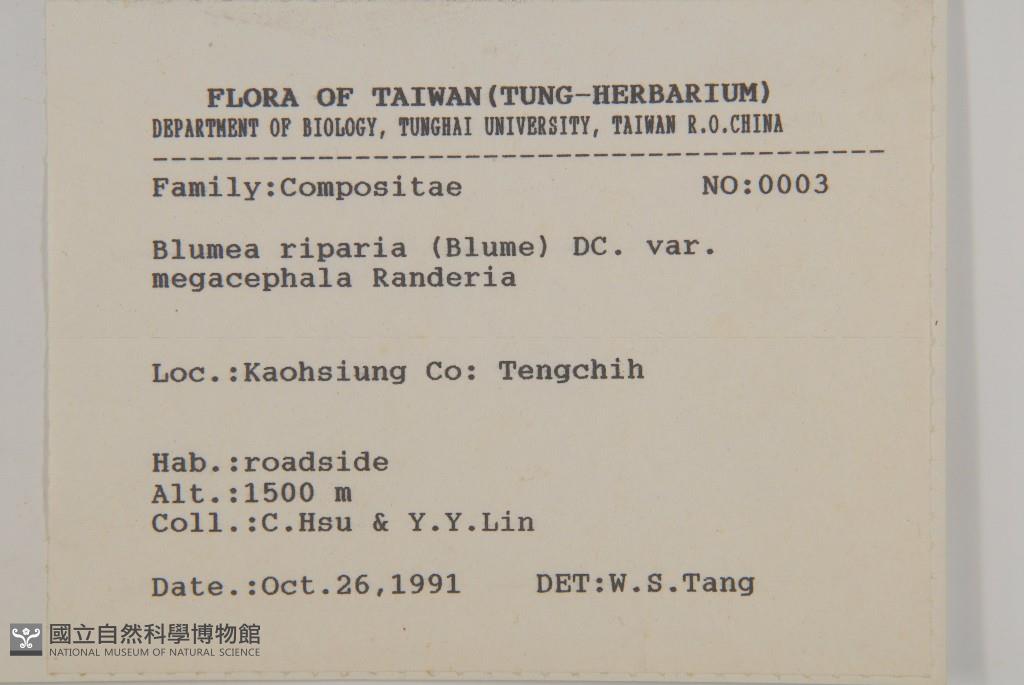 FLORA OF TAIWAN(TUNG-HERBARIUM)
DEPARTMENT OF BIOLOGY, TUNGHAI UNIVERSITY, TAIWAN R.O.CHINA
-----------------------------------------
Family:Compositae NO:0003
Blumea riparia (Blume) DC. var.
megacephala Randeria
Loc.:Kaohsiung Co: Tengchih
Hab.:roadside
Alt.:1500 m
Coll.:C.Hsu & Y.Y.Lin
Date.:Oct.26,1991 DET:W.S.Tang
國立自然科學博物館
NATIONAL MUSEUM OF NATURAL SCIENCE